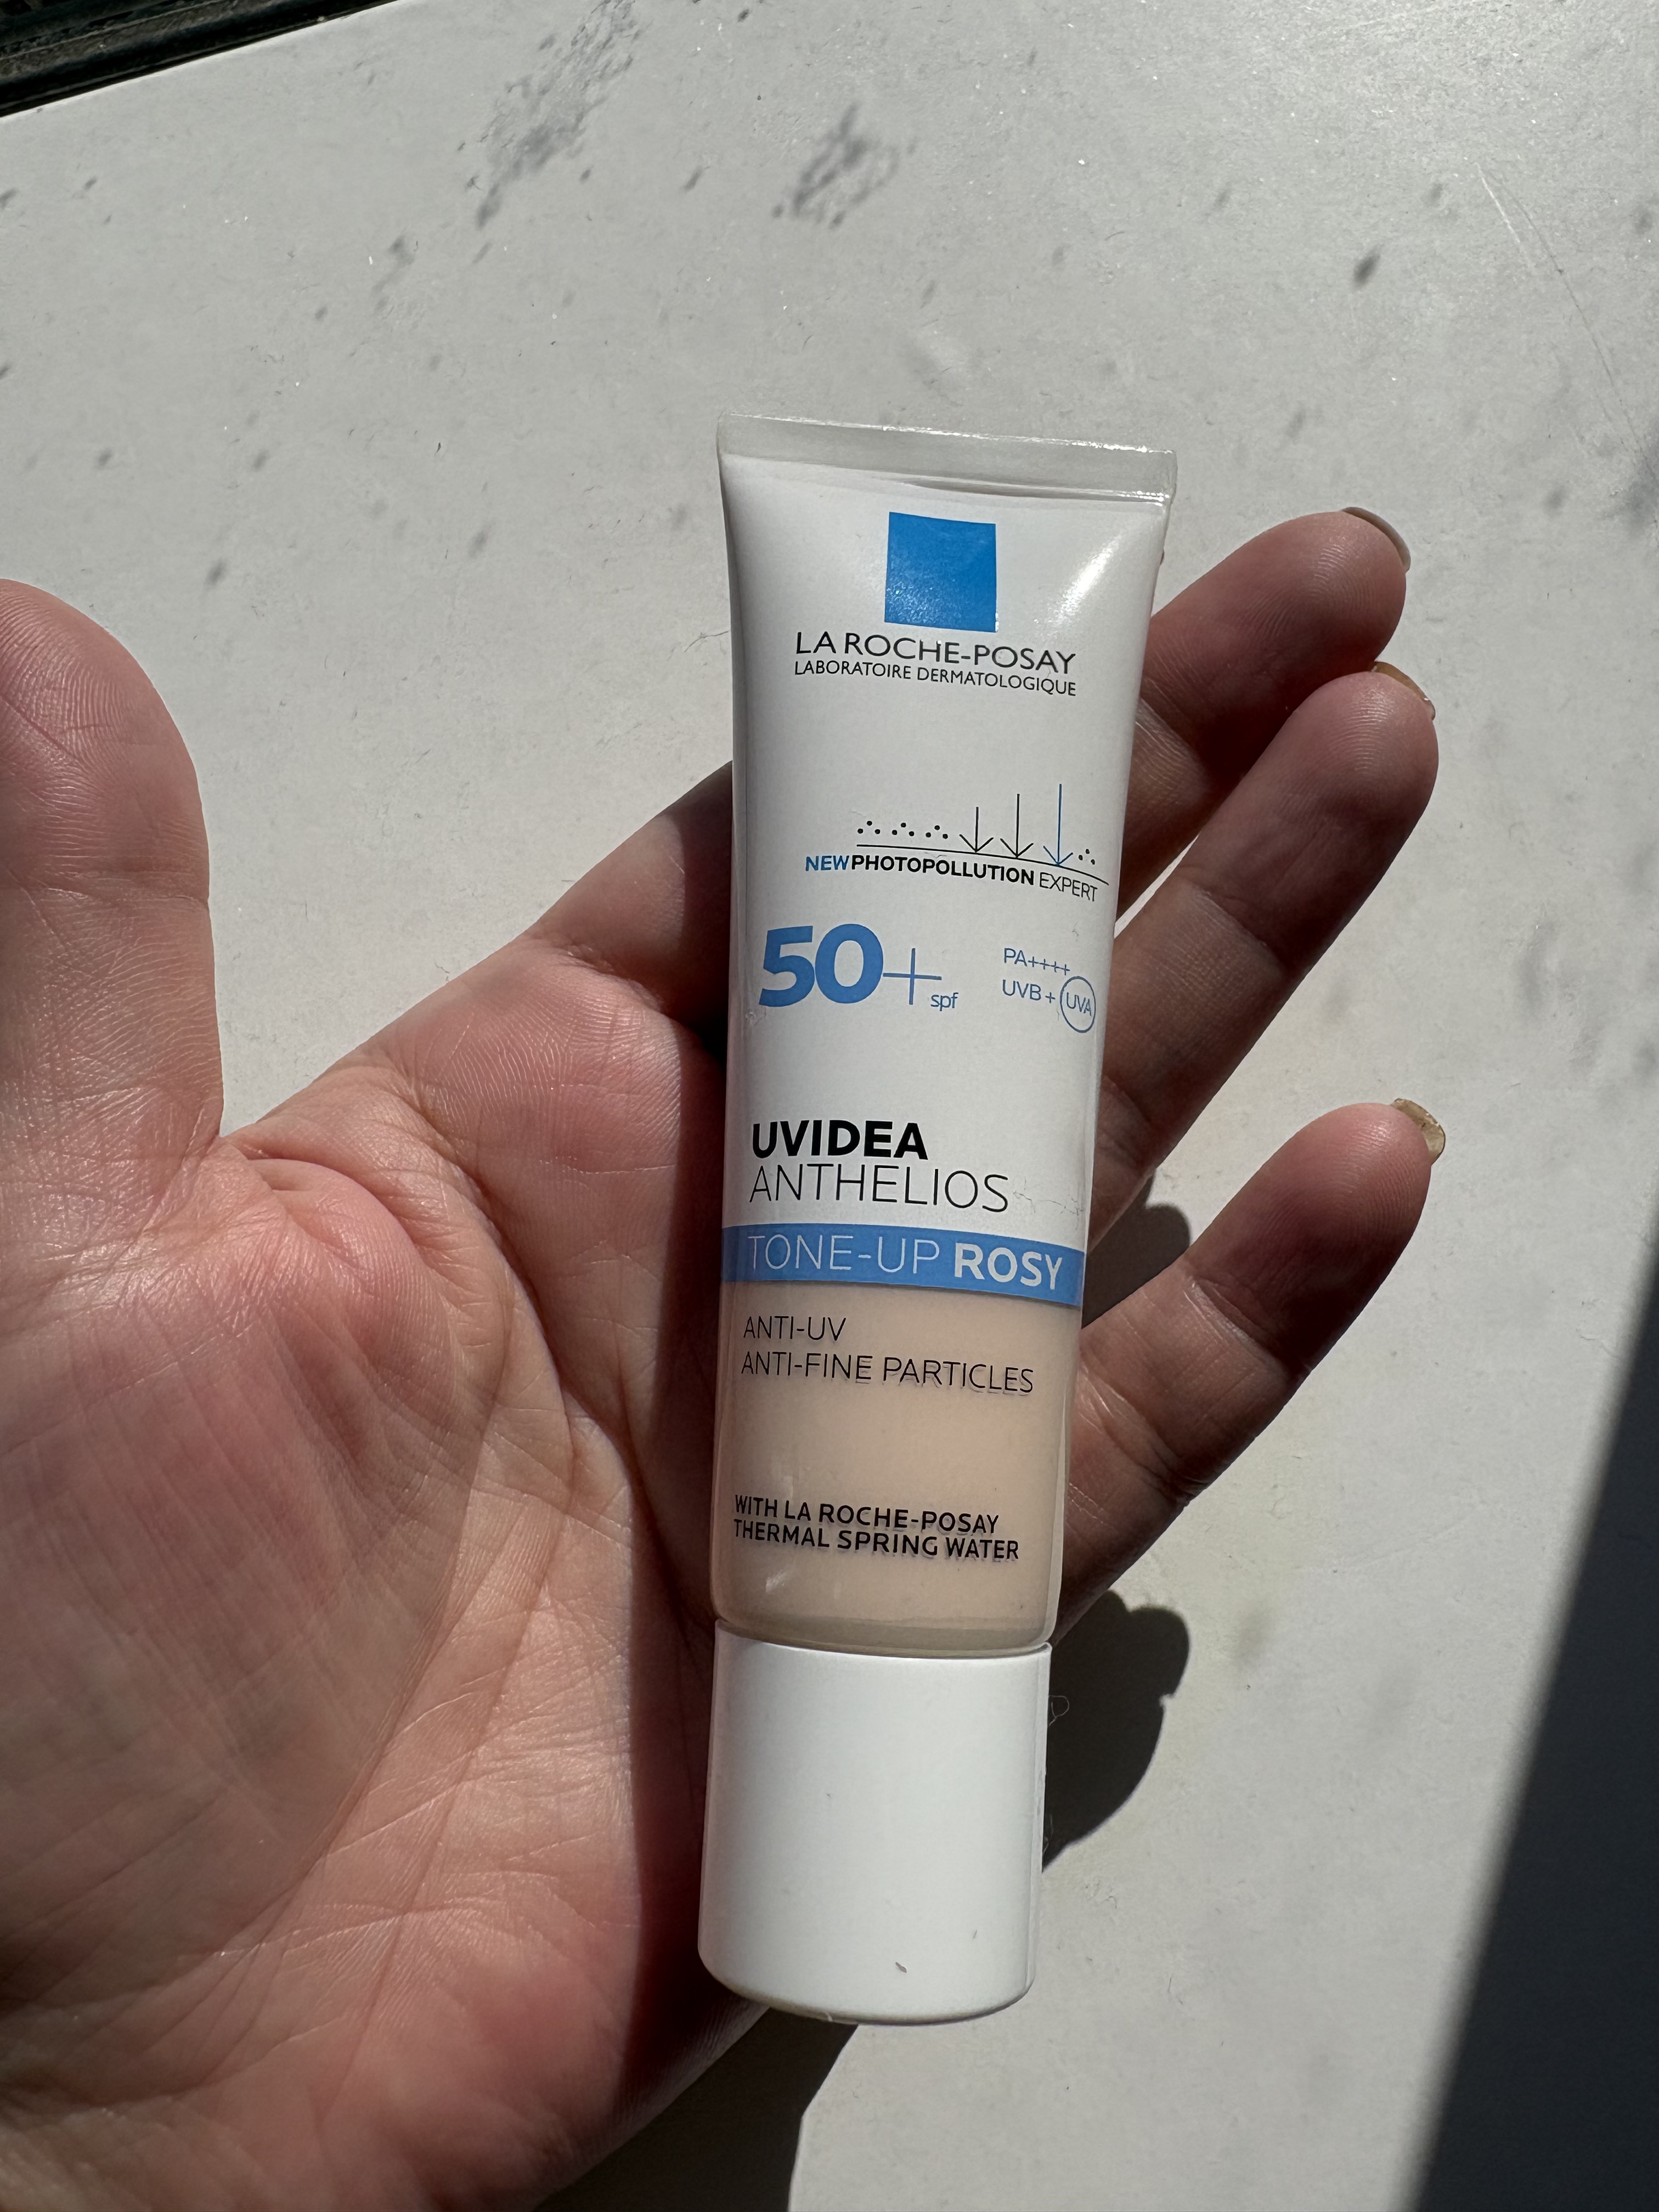 LA ROCHE-POSAY
LABORATOIRE DERMATOLOGIQUE
NEW PHOTOPOLLUTION EXPERT
50+ spf
PA++++
UVB + UVA
UVIDEA
ANTHELIOS
TONE-UP ROSY
ANTI-UV
ANTI-FINE PARTICLES
WITH LA ROCHE-POSAY
THERMAL SPRING WATER